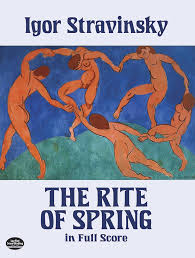 Igor Stravinsky
THE RITE
OF SPRING
in Full Score